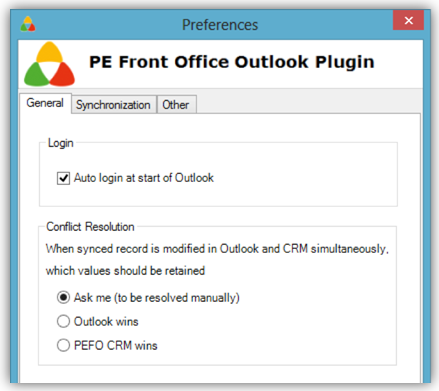 Preferences
PE Front Office Outlook Plugin
General Synchronization Other
Login
Auto login at start of Outlook
Conflict Resolution
When synced record is modified in Outlook and CRM simultaneously,
which values should be retained
Ask me (to be resolved manually)
Outlook wins
PEFO CRM wins